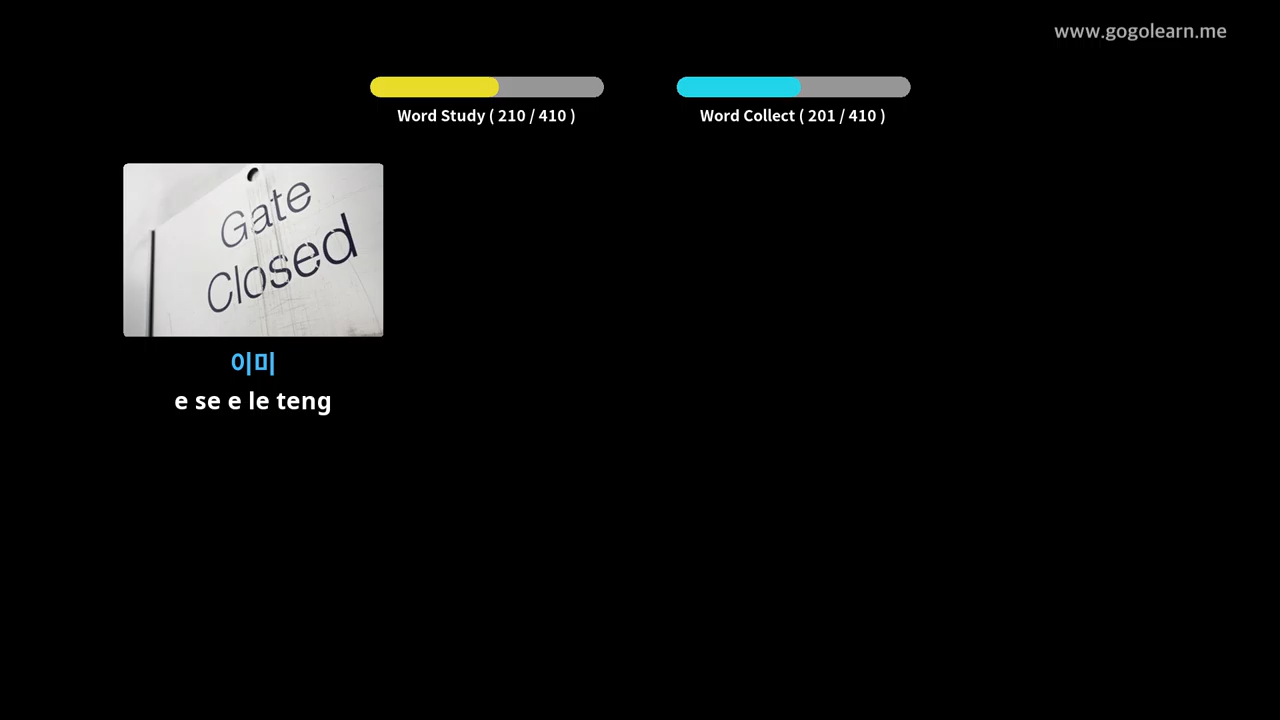 www.gogolearn.me
Word Study ( 210 / 410 )
Word Collect ( 201 / 410 )
Gate
Closed
이미
e se e le teng